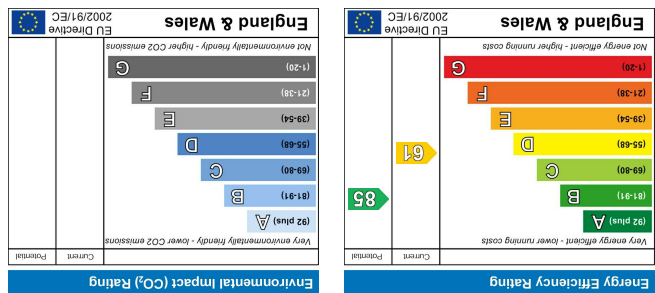 Energy Efficiency Rating
Current
Potential
Very energy efficient - lower running costs
(92 plus) A
(81-91) B
(69-80) C
(55-68) D
(39-54) E
(21-38) F
(1-20) G
Not energy efficient - higher running costs
61
85
England & Wales
EU Directive
2002/91/EC
Environmental Impact (CO₂) Rating
Current
Potential
Very environmentally friendly - lower CO2 emissions
(92 plus) A
(81-91) B
(69-80) C
(55-68) D
(39-54) E
(21-38) F
(1-20) G
Not environmentally friendly - higher CO2 emissions
England & Wales
EU Directive
2002/91/EC